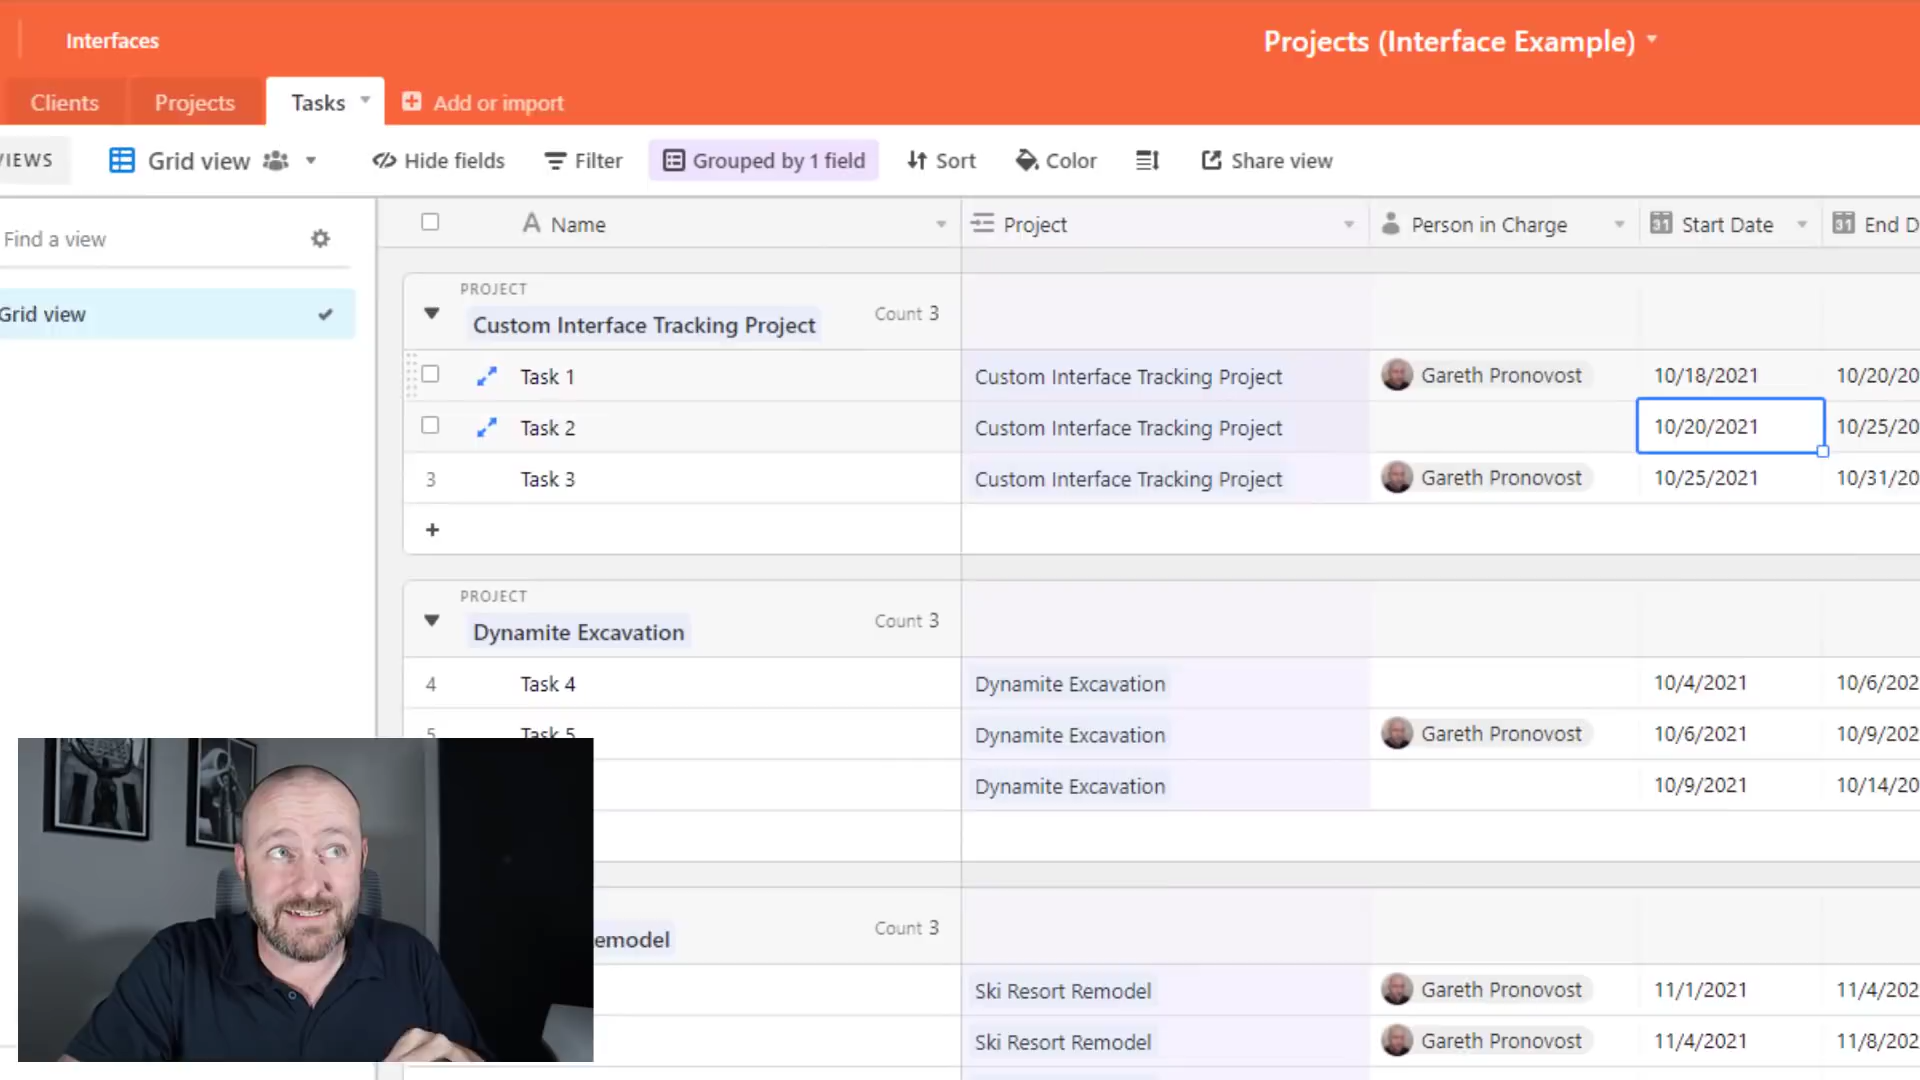 Interfaces
Projects (Interface Example)
Clients
Projects
Tasks
Add or import
VIEWS
Grid view
Hide fields
Filter
Grouped by 1 field
Sort
Color
Share view
Find a view
Grid view
Name
Project
Person in Charge
Start Date
End D
PROJECT
Custom Interface Tracking Project
Count 3
Task 1 Custom Interface Tracking Project Gareth Pronovost 10/18/2021 10/20/20
Task 2 Custom Interface Tracking Project 10/20/2021 10/25/20
3 Task 3 Custom Interface Tracking Project Gareth Pronovost 10/25/2021 10/31/20
+
PROJECT
Dynamite Excavation
Count 3
4 Task 4 Dynamite Excavation 10/4/2021 10/6/202
5 Task 5 Dynamite Excavation Gareth Pronovost 10/6/2021 10/9/202
Dynamite Excavation 10/9/2021 10/14/20
emodel
Count 3
Ski Resort Remodel Gareth Pronovost 11/1/2021 11/4/202
Ski Resort Remodel Gareth Pronovost 11/4/2021 11/8/202